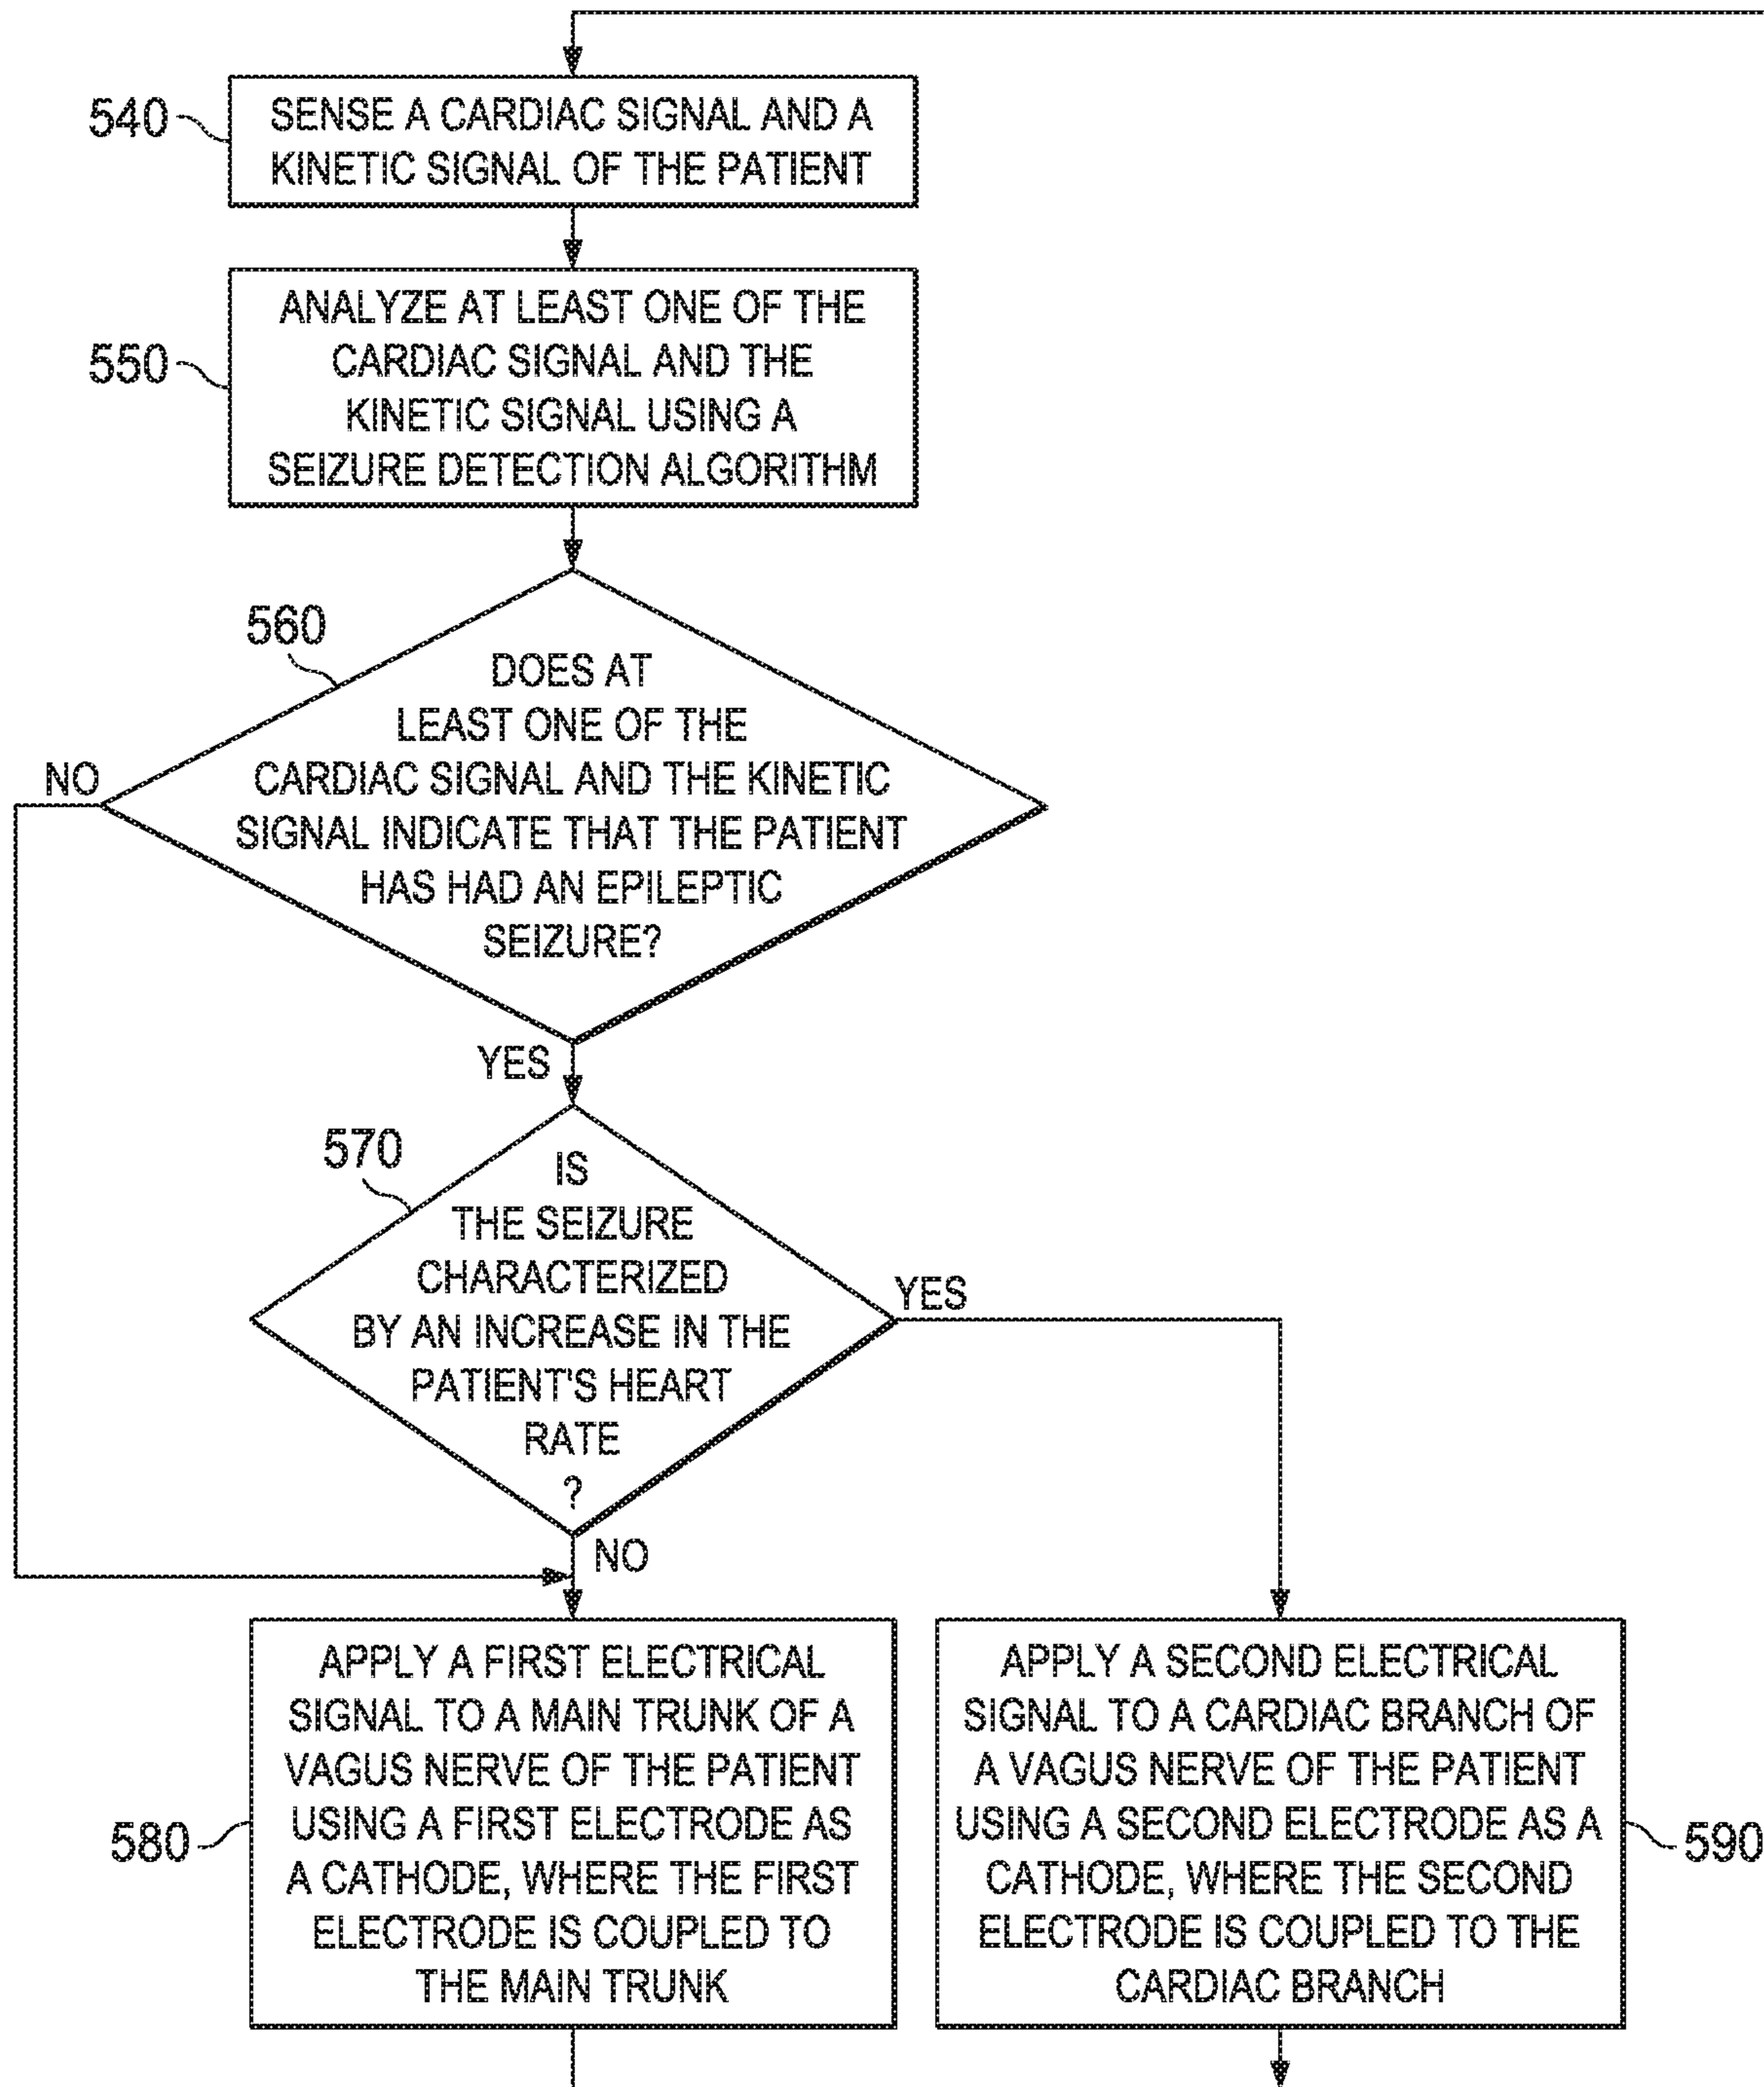 540
SENSE A CARDIAC SIGNAL AND A
KINETIC SIGNAL OF THE PATIENT
550
ANALYZE AT LEAST ONE OF THE
CARDIAC SIGNAL AND THE
KINETIC SIGNAL USING A
SEIZURE DETECTION ALGORITHM
560
DOES AT
LEAST ONE OF THE
CARDIAC SIGNAL AND THE KINETIC
SIGNAL INDICATE THAT THE PATIENT
HAS HAD AN EPILEPTIC
SEIZURE?
NO
YES
570
IS
THE SEIZURE
CHARACTERIZED
BY AN INCREASE IN THE
PATIENT'S HEART
RATE
?
YES
NO
580
APPLY A FIRST ELECTRICAL
SIGNAL TO A MAIN TRUNK OF A
VAGUS NERVE OF THE PATIENT
USING A FIRST ELECTRODE AS
A CATHODE, WHERE THE FIRST
ELECTRODE IS COUPLED TO
THE MAIN TRUNK
APPLY A SECOND ELECTRICAL
SIGNAL TO A CARDIAC BRANCH OF
A VAGUS NERVE OF THE PATIENT
USING A SECOND ELECTRODE AS A
CATHODE, WHERE THE SECOND
ELECTRODE IS COUPLED TO THE
CARDIAC BRANCH
590